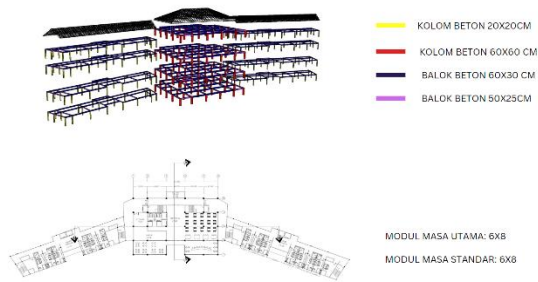 KOLOM BETON 20X20CM
KOLOM BETON 60X60 CM
BALOK BETON 60X30 CM
BALOK BETON 50X25CM
MODUL MASA UTAMA: 6X8
MODUL MASA STANDAR: 6X8